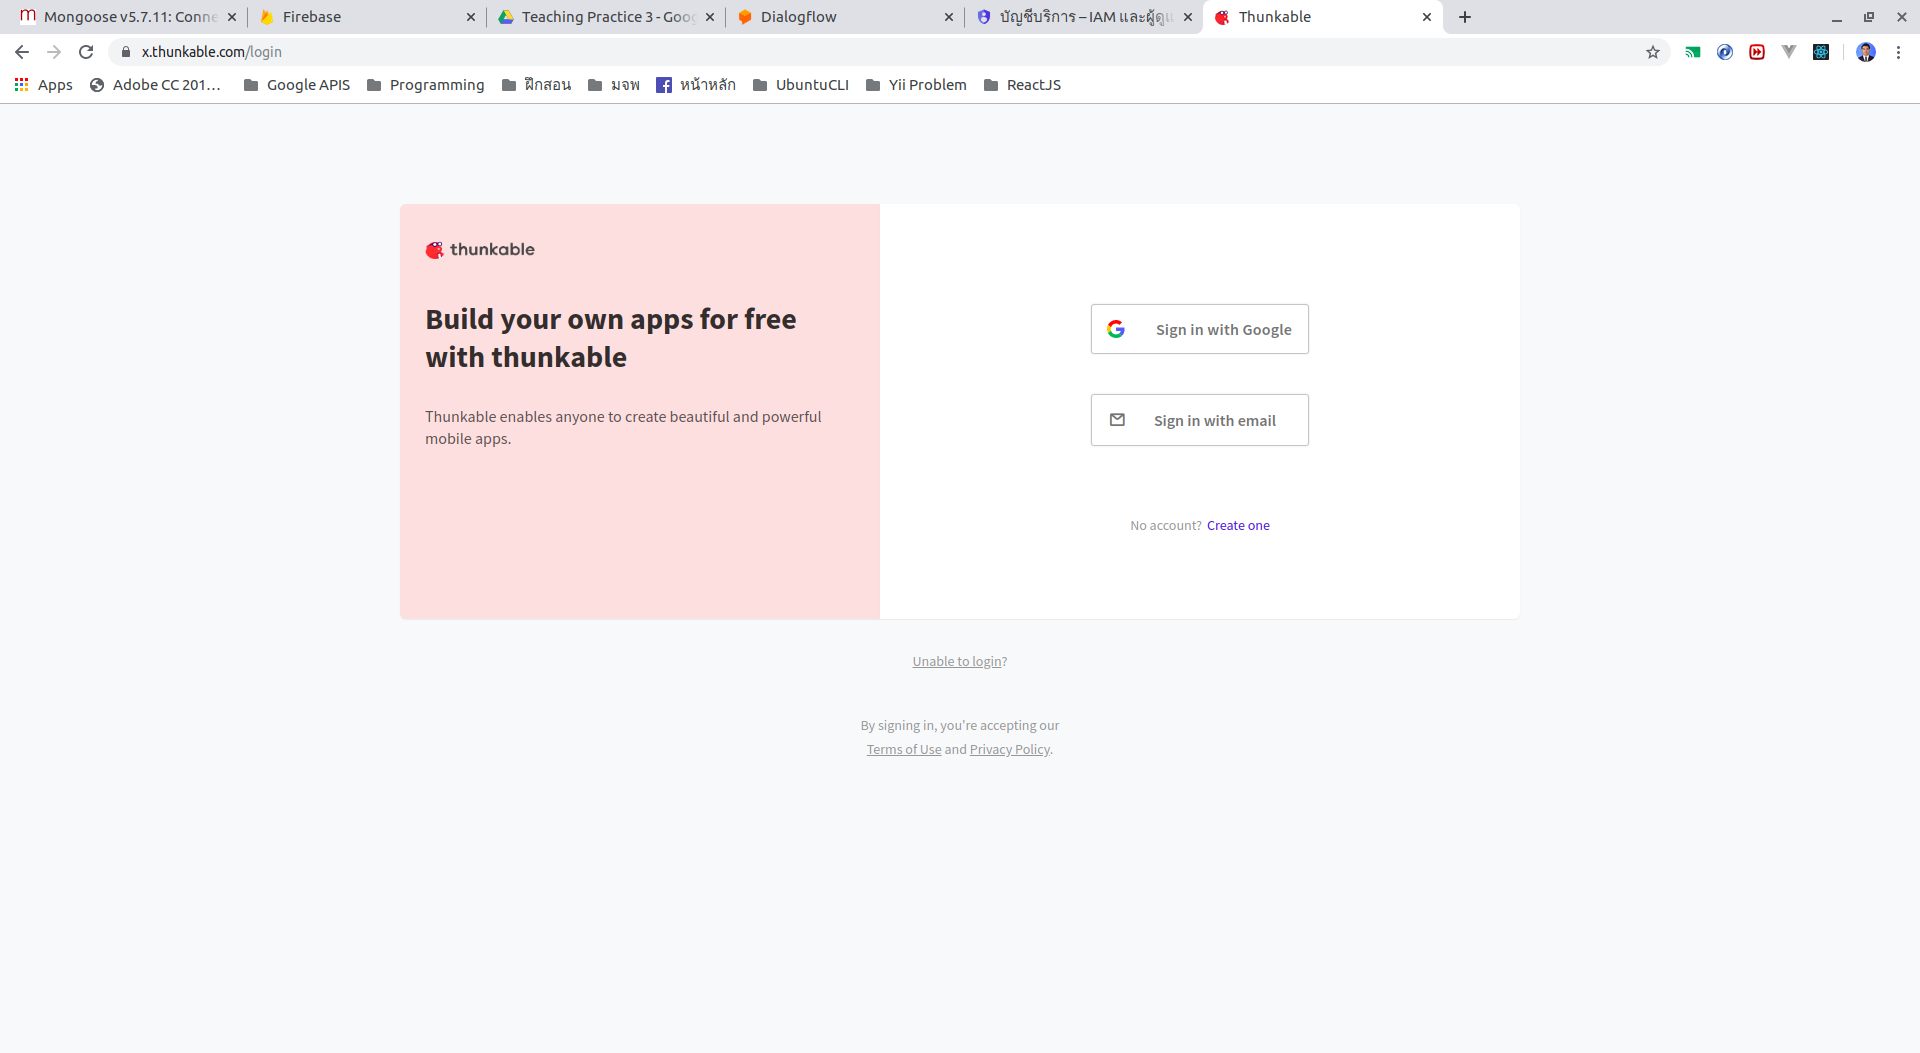 Mongoose v5.7.11: Conne
Firebase
Teaching Practice 3 - Goog
Dialogflow
บัญชีบริการ – IAM และผู้ดูแ
Thunkable
x.thunkable.com/login
Apps
Adobe CC 201…
Google APIS
Programming
ฝึกสอน
มจพ
หน้าหลัก
UbuntuCLI
Yii Problem
ReactJS
thunkable
Build your own apps for free
with thunkable
Thunkable enables anyone to create beautiful and powerful
mobile apps.
Sign in with Google
Sign in with email
No account? Create one
Unable to login?
By signing in, you're accepting our
Terms of Use and Privacy Policy.